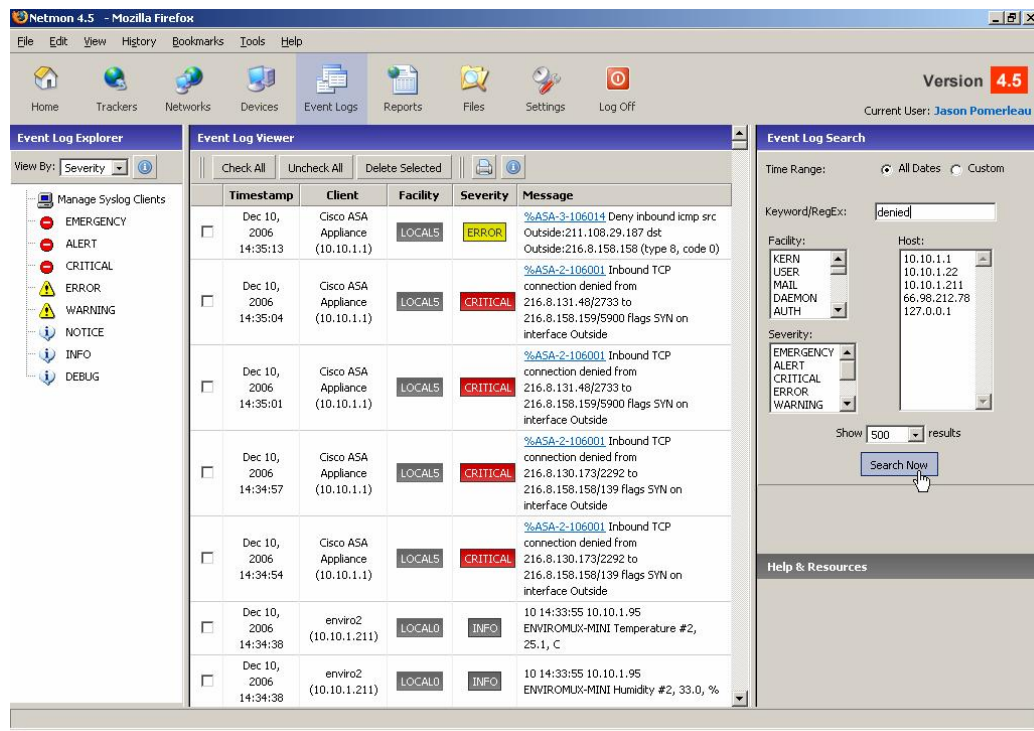 Netmon 4.5 - Mozilla Firefox
File Edit View History Bookmarks Tools Help
Home Trackers Networks Devices Event Logs Reports Files Settings Log Off
Version 4.5
Current User: Jason Pomerleau
Event Log Explorer
View By: Severity
Manage Syslog Clients
EMERGENCY
ALERT
CRITICAL
ERROR
WARNING
NOTICE
INFO
DEBUG
Event Log Viewer
Check All Uncheck All Delete Selected
Timestamp Client Facility Severity Message
Dec 10,
2006
14:35:13
Cisco ASA
Appliance
(10.10.1.1)
LOCAL5
ERROR
%ASA-3-106014 Deny inbound icmp src
Outside:211.108.29.187 dst
Outside:216.8.158.158 (type 8, code 0)
Dec 10,
2006
14:35:04
Cisco ASA
Appliance
(10.10.1.1)
LOCAL5
CRITICAL
%ASA-2-106001 Inbound TCP
connection denied from
216.8.131.48/2733 to
216.8.158.159/5900 flags SYN on
interface Outside
Dec 10,
2006
14:35:01
Cisco ASA
Appliance
(10.10.1.1)
LOCAL5
CRITICAL
%ASA-2-106001 Inbound TCP
connection denied from
216.8.131.48/2733 to
216.8.158.159/5900 flags SYN on
interface Outside
Dec 10,
2006
14:34:57
Cisco ASA
Appliance
(10.10.1.1)
LOCAL5
CRITICAL
%ASA-2-106001 Inbound TCP
connection denied from
216.8.130.173/2292 to
216.8.158.158/139 flags SYN on
interface Outside
Dec 10,
2006
14:34:54
Cisco ASA
Appliance
(10.10.1.1)
LOCAL5
CRITICAL
%ASA-2-106001 Inbound TCP
connection denied from
216.8.130.173/2292 to
216.8.158.158/139 flags SYN on
interface Outside
Dec 10,
2006
14:34:38
enviro2
(10.10.1.211)
LOCAL0
INFO
10 14:33:55 10.10.1.95
ENVIROMUX-MINI Temperature #2,
25.1, C
Dec 10,
2006
14:34:38
enviro2
(10.10.1.211)
LOCAL0
INFO
10 14:33:55 10.10.1.95
ENVIROMUX-MINI Humidity #2, 33.0, %
Event Log Search
Time Range: All Dates Custom
Keyword/RegEx: denied
Facility:
KERN
USER
MAIL
DAEMON
AUTH
Host:
10.10.1.1
10.10.1.22
10.10.1.211
66.98.212.78
127.0.0.1
Severity:
EMERGENCY
ALERT
CRITICAL
ERROR
WARNING
Show 500 results
Search Now
Help & Resources